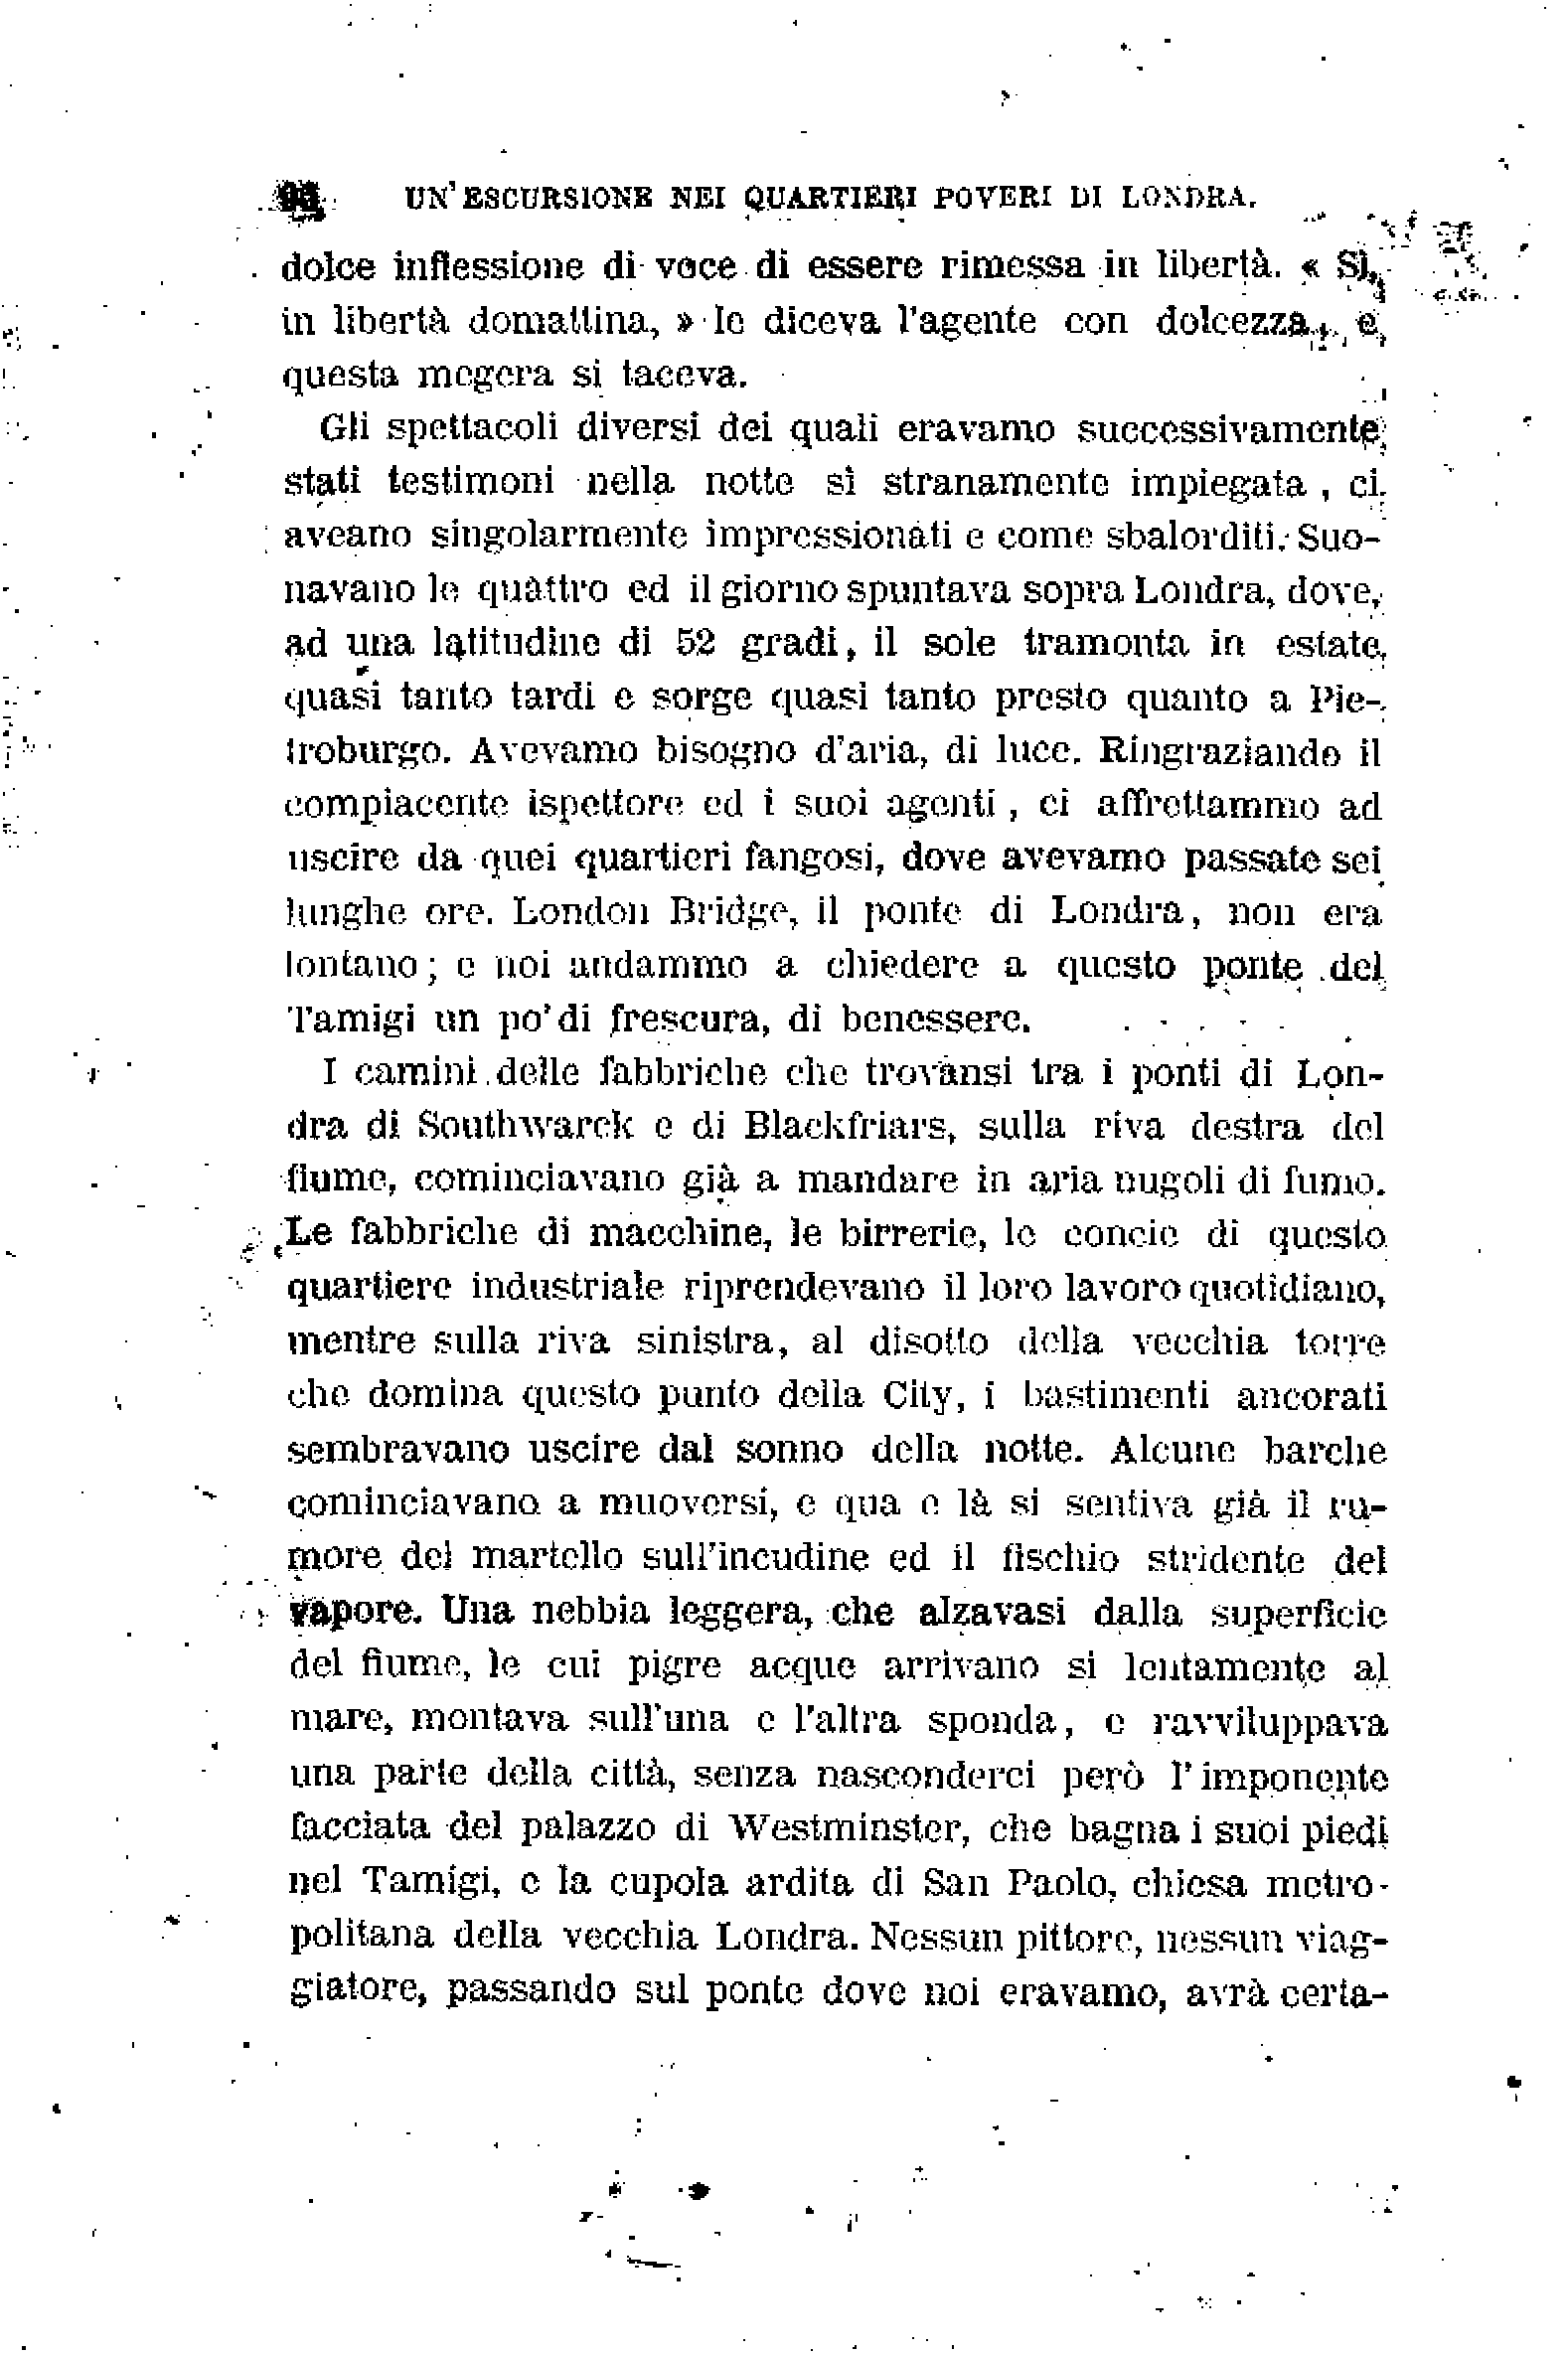 UN' ESCURSIONE NEI QUARTIERI POVERI DI LONDRA.
dolce inflessione di voce di essere rimessa in libertà. « Sì,
in libertà domattina, » le diceva l'agente con dolcezza, e
questa megera si taceva.
Gli spettacoli diversi dei quali eravamo successivamente
stati testimoni nella notte sì stranamente impiegata, ci
aveano singolarmente impressionati e come sbalorditi. Suo-
navano le quattro ed il giorno spuntava sopra Londra, dove,
ad una latitudine di 52 gradi, il sole tramonta in estate
quasi tanto tardi e sorge quasi tanto presto quanto a Pie-
troburgo. Avevamo bisogno d'aria, di luce. Ringraziando il
compiacente ispettore ed i suoi agenti, ci affrettammo ad
uscire da quei quartieri fangosi, dove avevamo passate sei
lunghe ore. London Bridge, il ponte di Londra, non era
lontano; e noi andammo a chiedere a questo ponte del
Tamigi un po' di frescura, di benessere.
I camini delle fabbriche che trovansi tra i ponti di Lon-
dra di Southwarck e di Blackfriars, sulla riva destra del
fiume, cominciavano già a mandare in aria nugoli di fumo.
Le fabbriche di macchine, le birrerie, le concie di questo
quartiere industriale riprendevano il loro lavoro quotidiano,
mentre sulla riva sinistra, al disotto della vecchia torre
che domina questo punto della City, i bastimenti ancorati
sembravano uscire dal sonno della notte. Alcune barche
cominciavano a muoversi, e qua e là si sentiva già il ru-
more del martello sull'incudine ed il fischio stridente del
vapore. Una nebbia leggera, che alzavasi dalla superficie
del fiume, le cui pigre acque arrivano si lentamente al
mare, montava sull'una e l'altra sponda, e ravviluppava
una parte della città, senza nasconderci però l'imponente
facciata del palazzo di Westminster, che bagna i suoi piedi
nel Tamigi, e la cupola ardita di San Paolo, chiesa metro-
politana della vecchia Londra. Nessun pittore, nessun viag-
giatore, passando sul ponte dove noi eravamo, avrà certa-